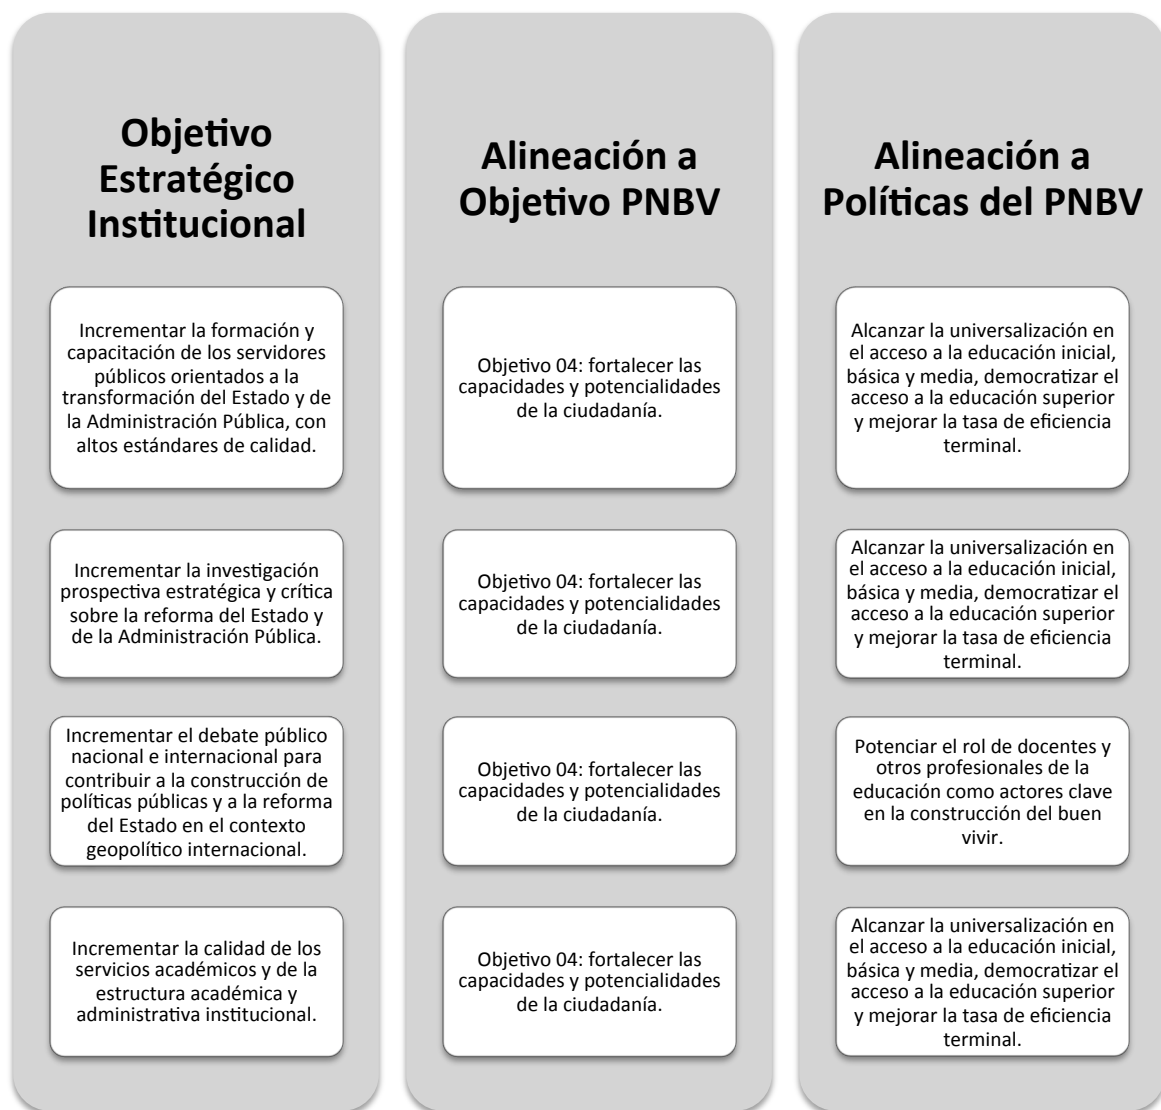 Objetivo
Estratégico
Institucional
Incrementar la formación y
capacitación de los servidores
públicos orientados a la
transformación del Estado y de
la Administración Pública, con
altos estándares de calidad.
Incrementar la investigación
prospectiva estratégica y crítica
sobre la reforma del Estado y
de la Administración Pública.
Incrementar el debate público
nacional e internacional para
contribuir a la construcción de
políticas públicas y a la reforma
del Estado en el contexto
geopolítico internacional.
Incrementar la calidad de los
servicios académicos y de la
estructura académica y
administrativa institucional.
Alineación a
Objetivo PNBV
Objetivo 04: fortalecer las
capacidades y potencialidades
de la ciudadanía.
Objetivo 04: fortalecer las
capacidades y potencialidades
de la ciudadanía.
Objetivo 04: fortalecer las
capacidades y potencialidades
de la ciudadanía.
Objetivo 04: fortalecer las
capacidades y potencialidades
de la ciudadanía.
Alineación a
Políticas del PNBV
Alcanzar la universalización en
el acceso a la educación inicial,
básica y media, democratizar el
acceso a la educación superior
y mejorar la tasa de eficiencia
terminal.
Alcanzar la universalización en
el acceso a la educación inicial,
básica y media, democratizar el
acceso a la educación superior
y mejorar la tasa de eficiencia
terminal.
Potenciar el rol de docentes y
otros profesionales de la
educación como actores clave
en la construcción del buen
vivir.
Alcanzar la universalización en
el acceso a la educación inicial,
básica y media, democratizar el
acceso a la educación superior
y mejorar la tasa de eficiencia
terminal.